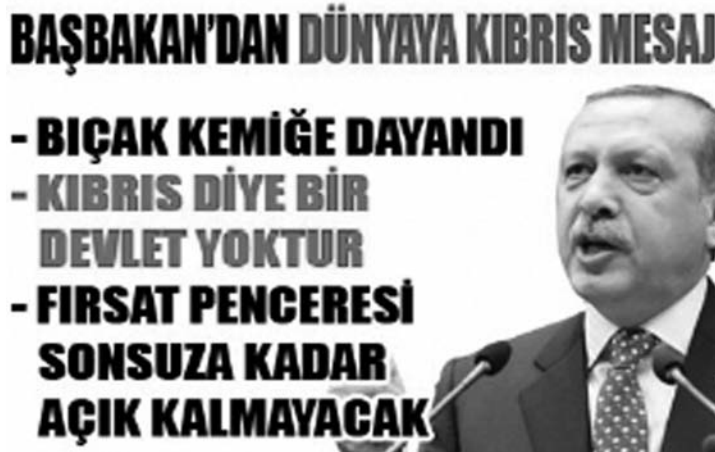 BAŞBAKAN'DAN DÜNYAYA KIBRIS MESAJ
- BIÇAK KEMİĞE DAYANDI
- KIBRIS DİYE BİR
DEVLET YOKTUR
- FIRSAT PENCERESİ
SONSUZA KADAR
AÇIK KALMAYACAK